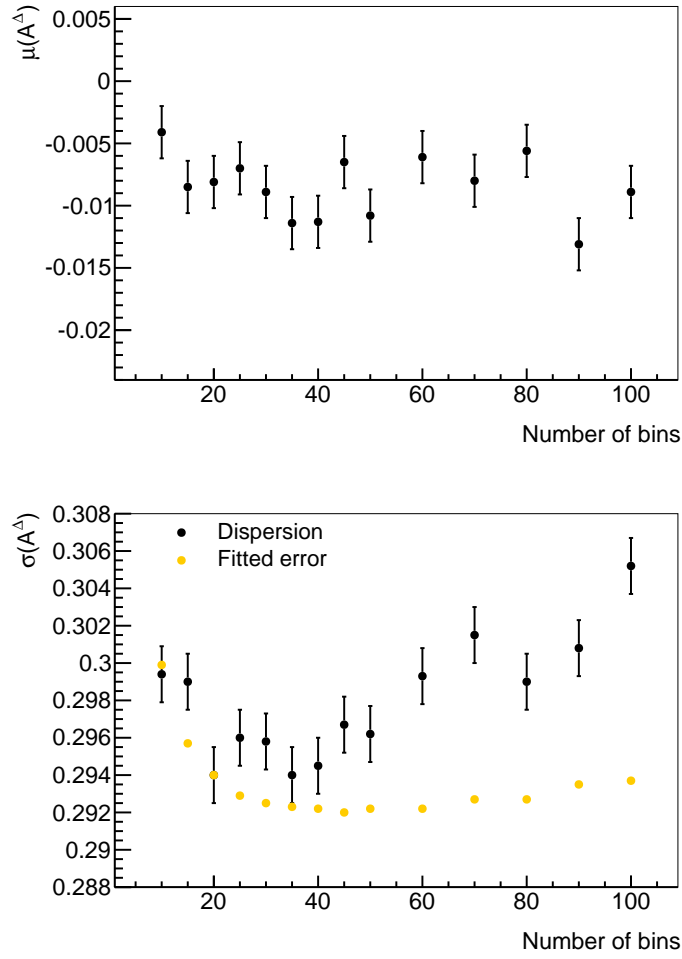 μ(A^Δ)
0.005
0
-0.005
-0.01
-0.015
-0.02
20 40 60 80 100
Number of bins
σ(A^Δ)
0.308
0.306
0.304
0.302
0.3
0.298
0.296
0.294
0.292
0.29
0.288
Dispersion
Fitted error
20 40 60 80 100
Number of bins